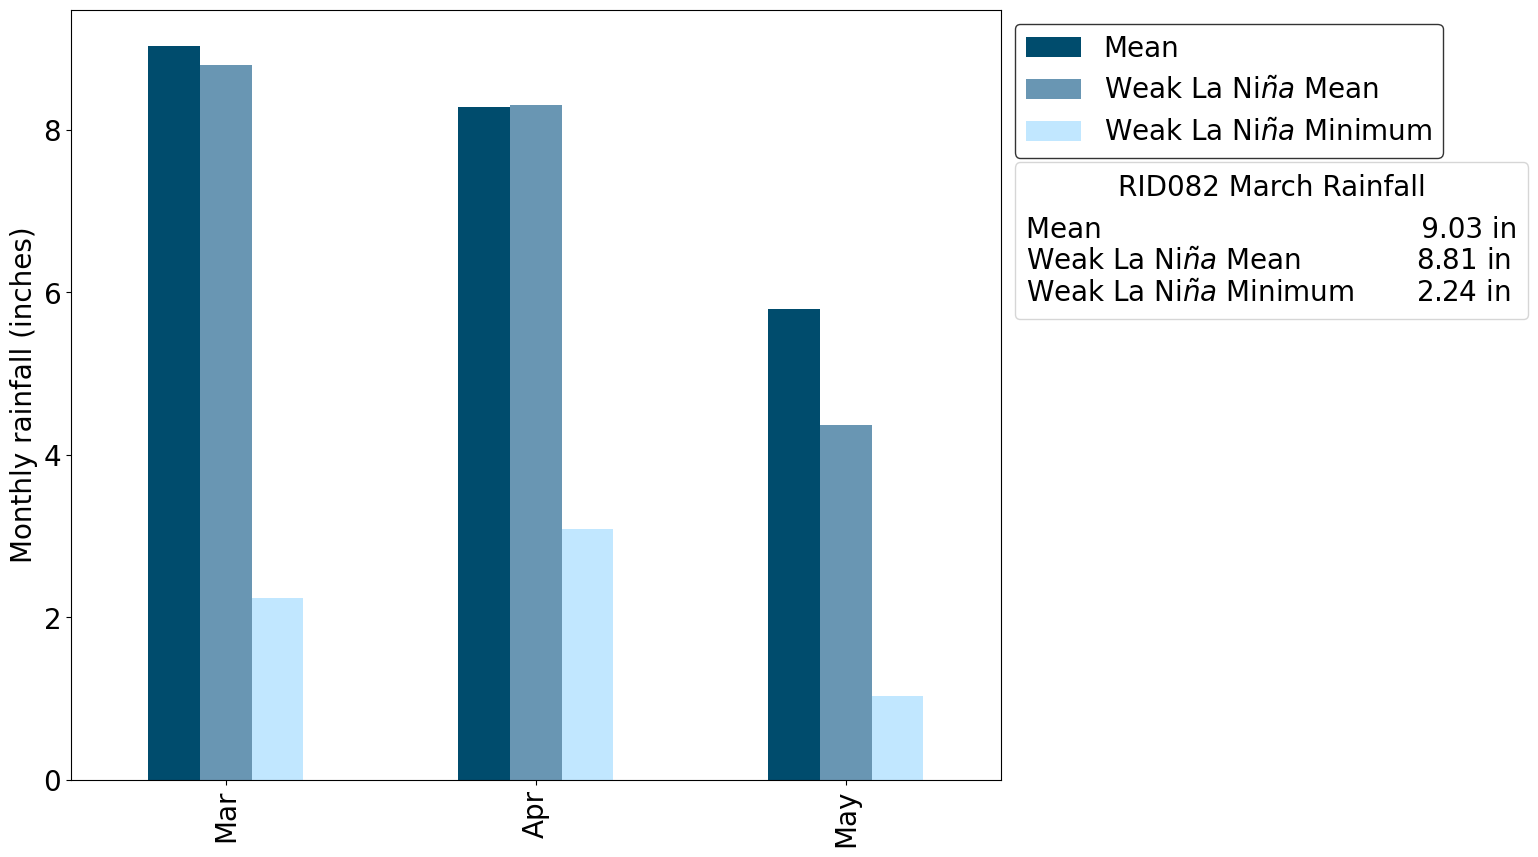 Monthly rainfall (inches)
8
6
4
2
0
Mar
Apr
May
Mean
Weak La Niña Mean
Weak La Niña Minimum
RID082 March Rainfall
Mean 9.03 in
Weak La Niña Mean 8.81 in
Weak La Niña Minimum 2.24 in